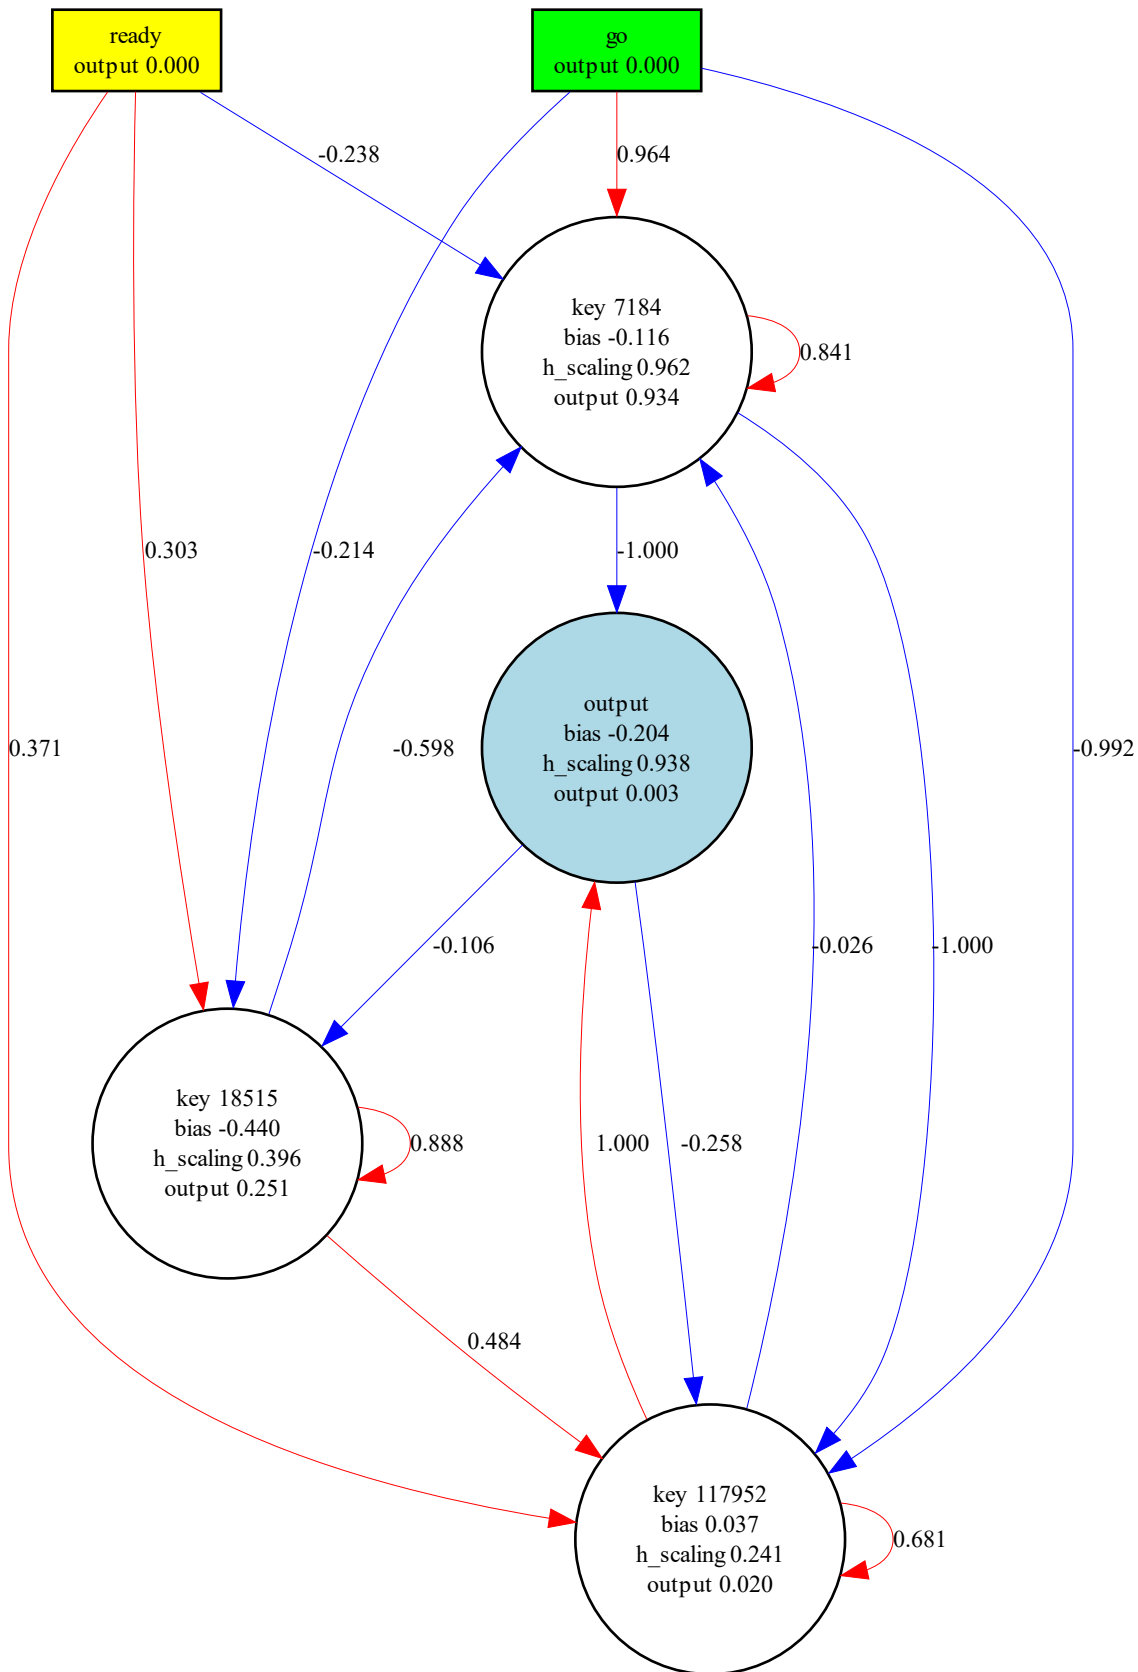 ready
output 0.000
go
output 0.000
-0.238
0.964
key 7184
bias -0.116
h_scaling 0.962
output 0.934
0.841
0.303
-0.214
-1.000
output
bias -0.204
h_scaling 0.938
output 0.003
0.371
-0.598
-0.992
-0.106
-0.026
-1.000
key 18515
bias -0.440
h_scaling 0.396
output 0.251
0.888
1.000
-0.258
0.484
key 117952
bias 0.037
h_scaling 0.241
output 0.020
0.681